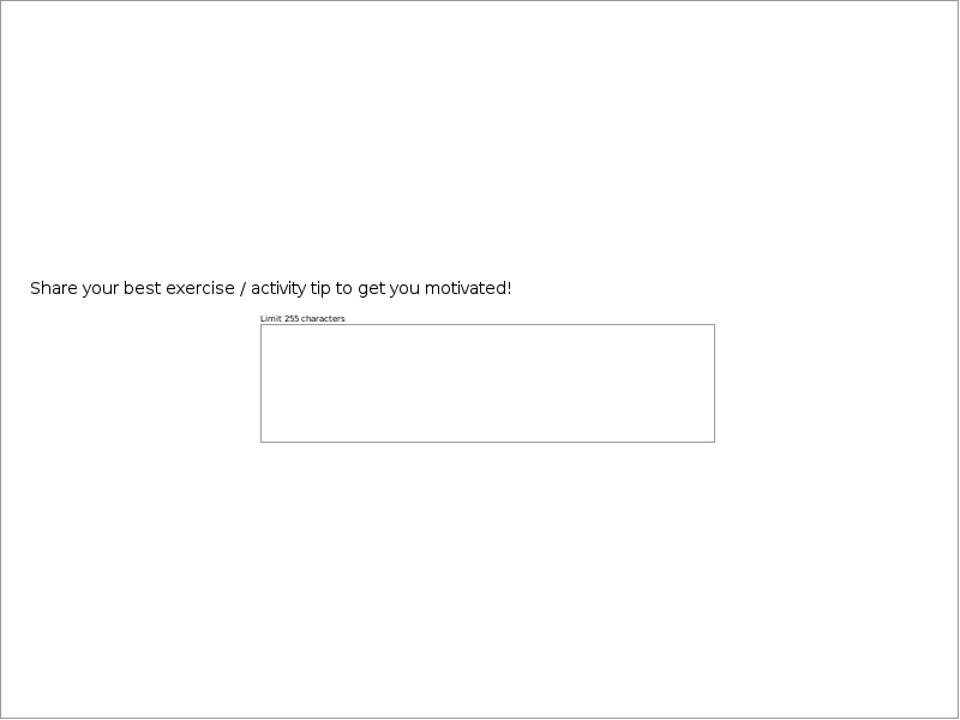 Share your best exercise / activity tip to get you motivated!
Limit 255 characters